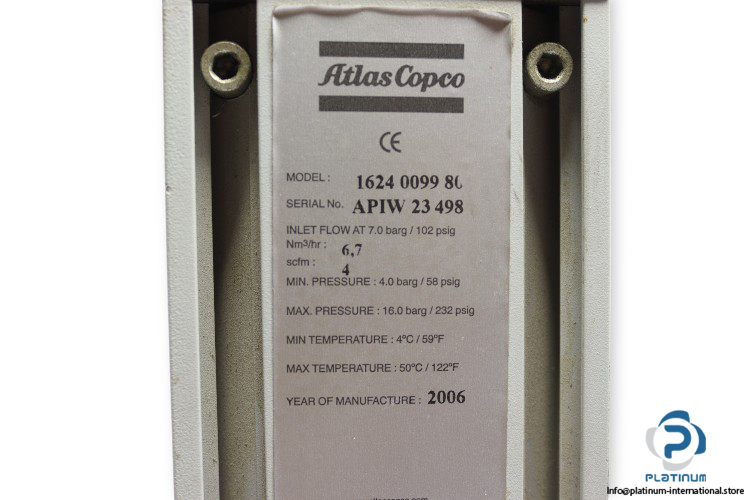 Atlas Copco
CE
MODEL : 1624 0099 80
SERIAL No. APIW 23 498
INLET FLOW AT 7.0 barg / 102 psig
Nm³/hr : 6,7
scfm : 4
MIN. PRESSURE : 4.0 barg / 58 psig
MAX. PRESSURE : 16.0 barg / 232 psig
MIN TEMPERATURE : 4°C / 59°F
MAX TEMPERATURE : 50°C / 122°F
YEAR OF MANUFACTURE : 2006
PLATINUM
info@platinum-international.store